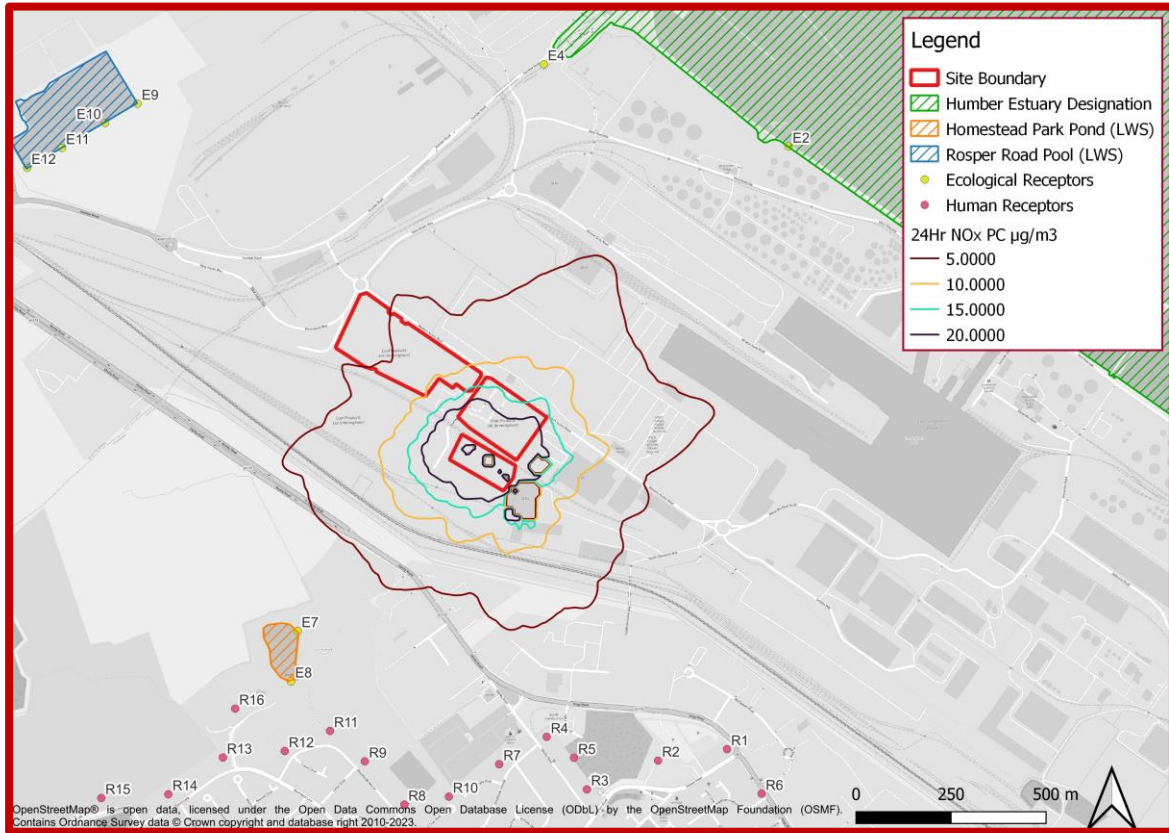 Legend
Site Boundary
Humber Estuary Designation
Homestead Park Pond (LWS)
Rosper Road Pool (LWS)
Ecological Receptors
Human Receptors
24Hr NOx PC µg/m3
5.0000
10.0000
15.0000
20.0000
E4
E9
E10
E11
E12
E2
E7
E8
R16
R11
R4
R1
R13
R12
R9
R7
R5
R2
R15
R14
R8
R10
R3
R6
0 250 500 m
OpenStreetMap® is open data, licensed under the Open Data Commons Open Database License (ODbL) by the OpenStreetMap Foundation (OSMF).
Contains Ordnance Survey data © Crown copyright and database right 2010-2023.